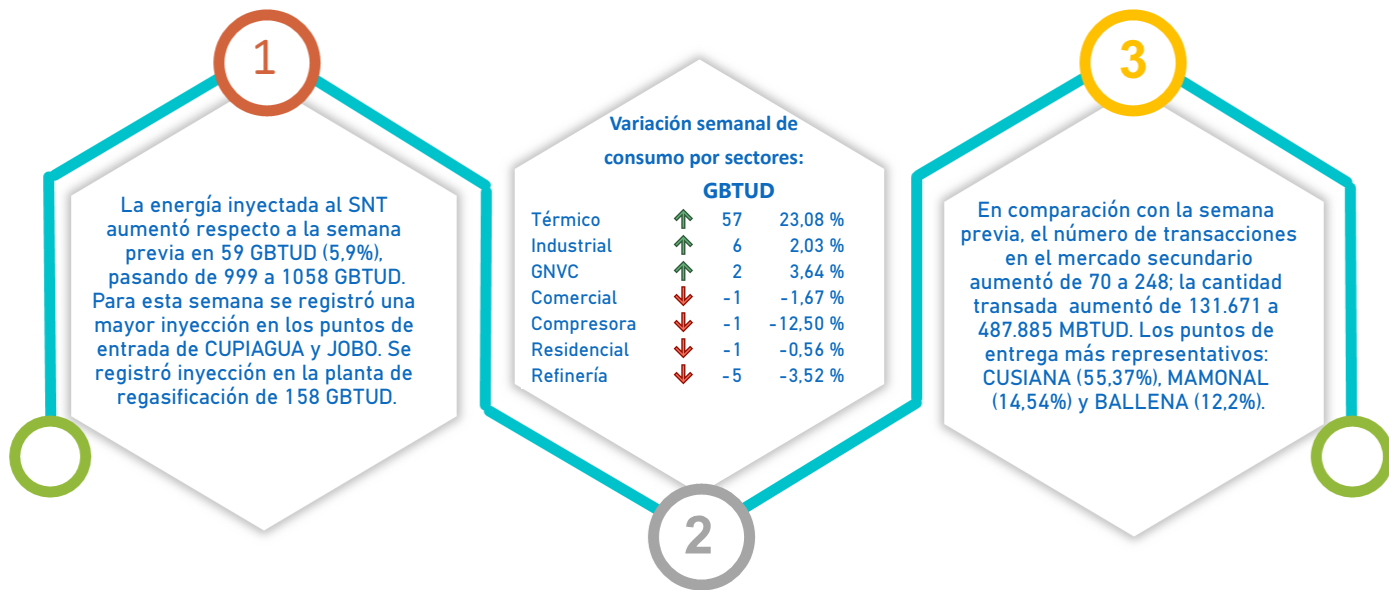 1
La energía inyectada al SNT
aumentó respecto a la semana
previa en 59 GBTUD (5,9%),
pasando de 999 a 1058 GBTUD.
Para esta semana se registró una
mayor inyección en los puntos de
entrada de CUPIAGUA y JOBO. Se
registró inyección en la planta de
regasificación de 158 GBTUD.
Variación semanal de
consumo por sectores:
GBTUD
Térmico 57 23,08 %
Industrial 6 2,03 %
GNVC 2 3,64 %
Comercial -1 -1,67 %
Compresora -1 -12,50 %
Residencial -1 -0,56 %
Refinería -5 -3,52 %
2
3
En comparación con la semana
previa, el número de transacciones
en el mercado secundario
aumentó de 70 a 248; la cantidad
transada aumentó de 131.671 a
487.885 MBTUD. Los puntos de
entrega más representativos:
CUSIANA (55,37%), MAMONAL
(14,54%) y BALLENA (12,2%).